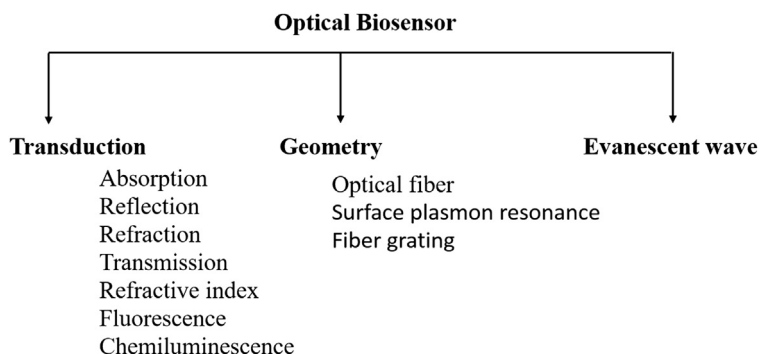 Optical Biosensor
Transduction
Absorption
Reflection
Refraction
Transmission
Refractive index
Fluorescence
Chemiluminescence
Geometry
Optical fiber
Surface plasmon resonance
Fiber grating
Evanescent wave